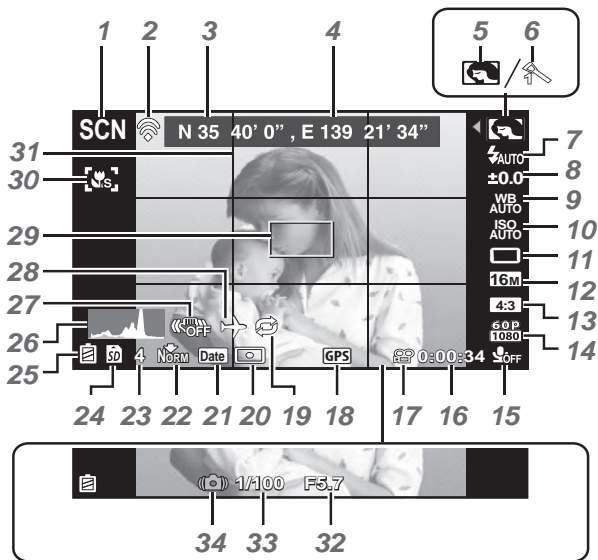 1 2 3 4 5 6
/
SCN N 35 40’ 0” , E 139 21’ 34”
AUTO 7
±0.0 8
WB AUTO 9
ISO AUTO 10
11
16M 12
4:3 13
60p 1080 14
31
30 S
29
28
27 OFF
26
25 4 NORM Date GPS 0:00:34 OFF
24 23 22 21 20 19 18 17 16 15
1/100 F5.7
34 33 32